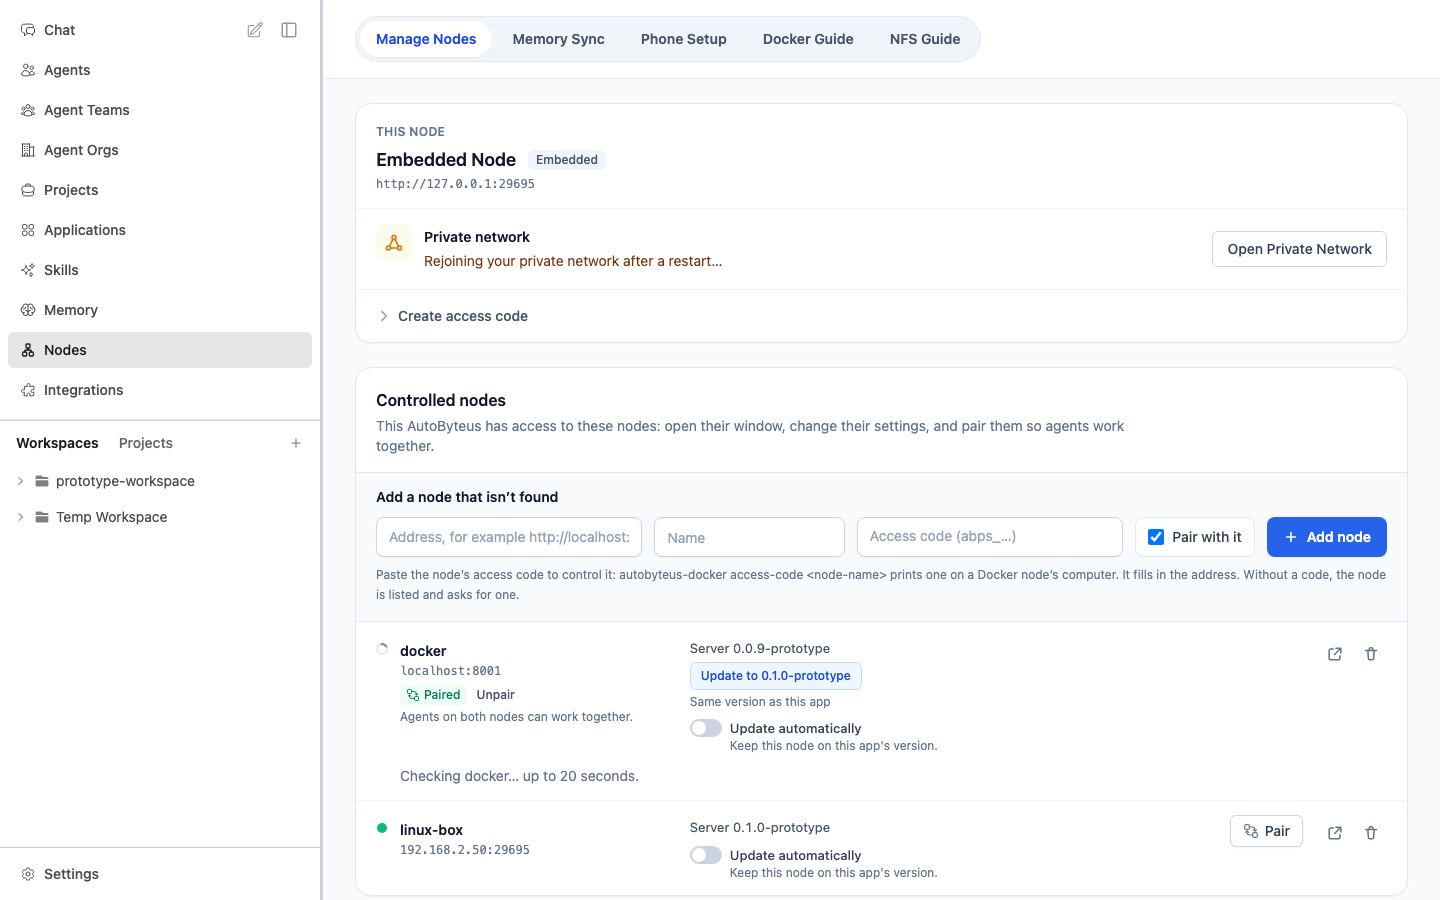 Chat
Agents
Agent Teams
Agent Orgs
Projects
Applications
Skills
Memory
Nodes
Integrations
Workspaces Projects
prototype-workspace
Temp Workspace
Settings
Manage Nodes Memory Sync Phone Setup Docker Guide NFS Guide
THIS NODE
Embedded Node Embedded
http://127.0.0.1:29695
Private network
Rejoining your private network after a restart…
Open Private Network
Create access code
Controlled nodes
This AutoByteus has access to these nodes: open their window, change their settings, and pair them so agents work
together.
Add a node that isn’t found
Address, for example http://localhost: Name Access code (abps_…) Pair with it Add node
Paste the node’s access code to control it: autobyteus-docker access-code <node-name> prints one on a Docker node’s computer. It fills in the address. Without a code, the node
is listed and asks for one.
docker
localhost:8001
Paired Unpair
Agents on both nodes can work together.
Server 0.0.9-prototype
Update to 0.1.0-prototype
Same version as this app
Update automatically
Keep this node on this app's version.
Checking docker… up to 20 seconds.
linux-box
192.168.2.50:29695
Server 0.1.0-prototype
Update automatically
Keep this node on this app's version.
Pair